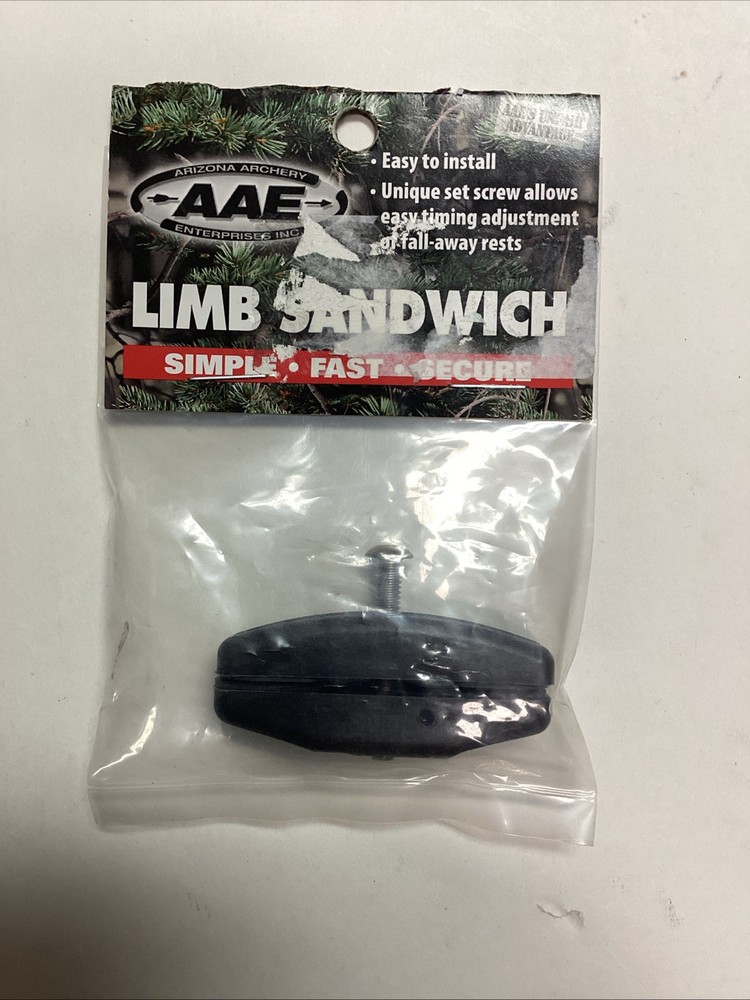 ADVANTAGE
• Easy to install
• Unique set screw allows
easy timing adjustment
of fall-away rests
ARIZONA ARCHERY
AAE
ENTERPRISES INC.
LIMB SANDWICH
SIMPLE • FAST • SECURE